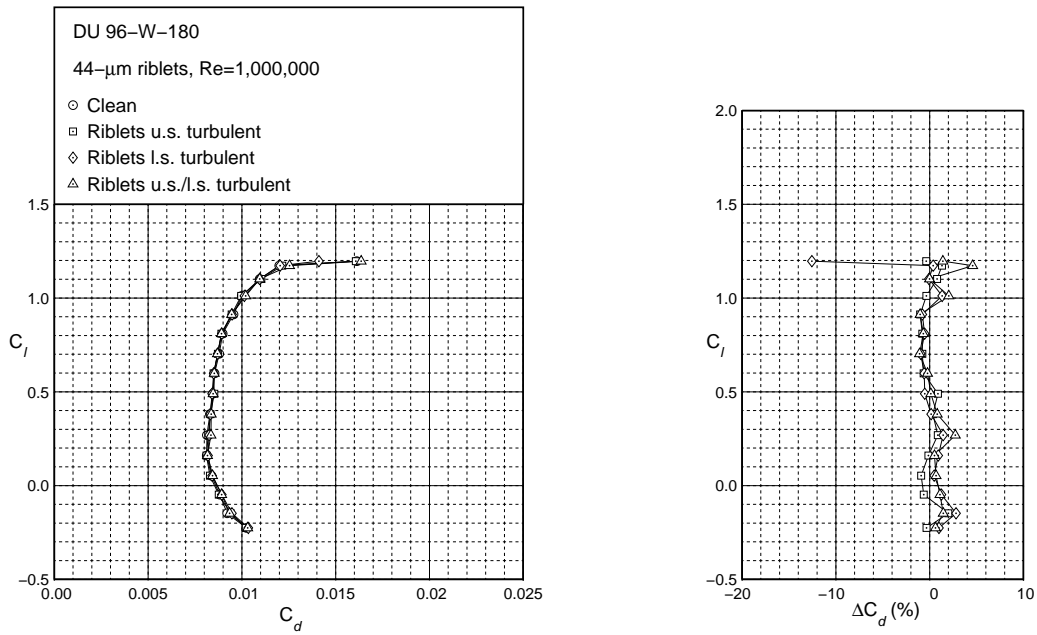 DU 96–W–180
44–μm riblets, Re=1,000,000
Clean
Riblets u.s. turbulent
Riblets l.s. turbulent
Riblets u.s./l.s. turbulent
1.5
1.0
0.5
0.0
–0.5
C_l
0.00 0.005 0.01 0.015 0.02 0.025
C_d
2.0
1.5
1.0
0.5
0.0
–0.5
C_l
–20 –10 0 10
ΔC_d (%)